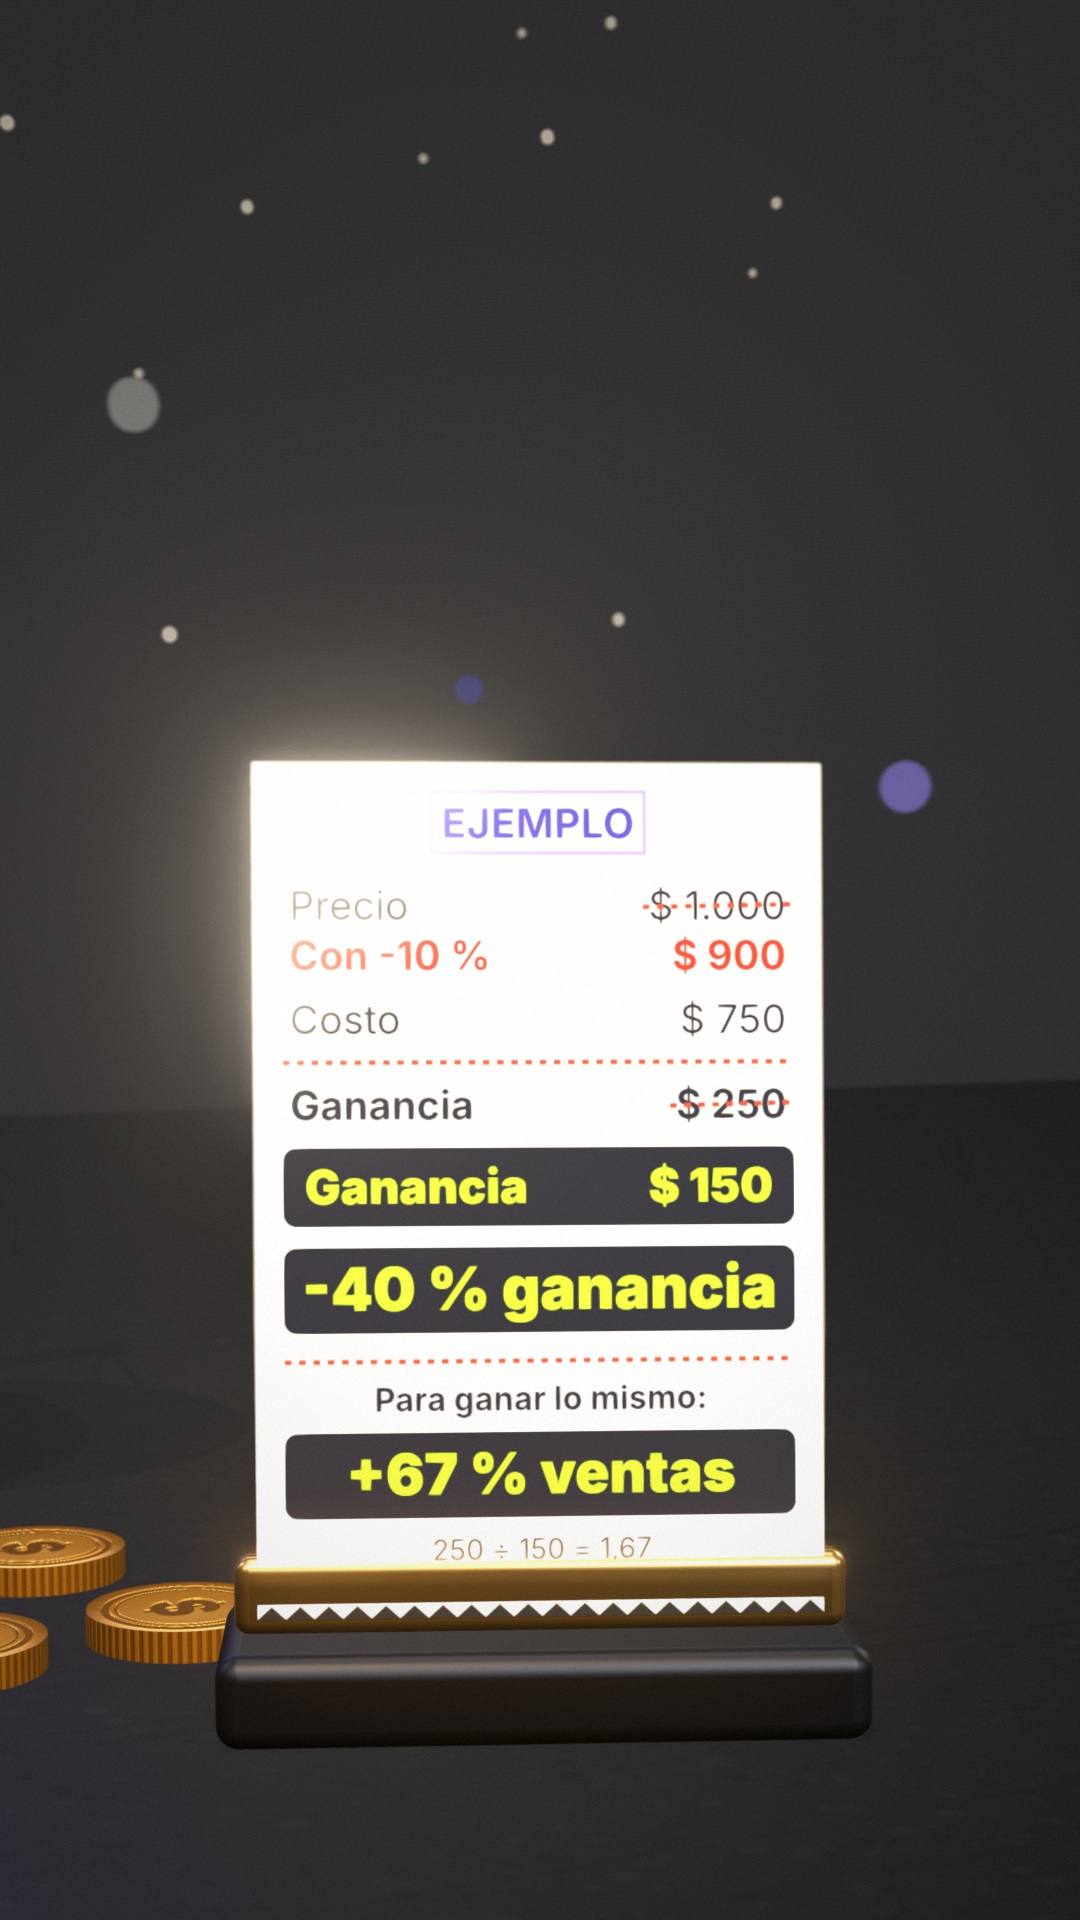 EJEMPLO
Precio $ 1.000
Con -10 % $ 900
Costo $ 750
Ganancia $ 250
Ganancia $ 150
-40 % ganancia
Para ganar lo mismo:
+67 % ventas
250 ÷ 150 = 1,67